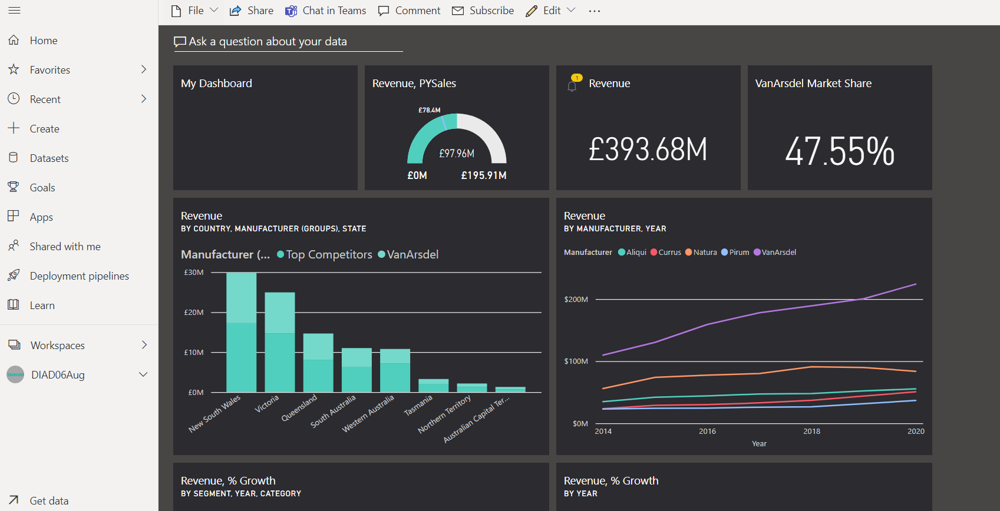 File
Share
Chat in Teams
Comment
Subscribe
Edit
Home
Favorites
Recent
Create
Datasets
Goals
Apps
Shared with me
Deployment pipelines
Learn
Workspaces
VanArsdel
DIAD06Aug
Get data
Ask a question about your data
My Dashboard
Revenue, PYSales
£78.4M
£97.96M
£0M £195.91M
1
Revenue
£393.68M
VanArsdel Market Share
47.55%
Revenue
BY COUNTRY, MANUFACTURER (GROUPS), STATE
Manufacturer (... Top Competitors VanArsdel
£30M
£20M
£10M
£0M
New South Wales
Victoria
Queensland
South Australia
Western Australia
Tasmania
Northern Territory
Australian Capital Ter...
Revenue
BY MANUFACTURER, YEAR
Manufacturer Aliqui Currus Natura Pirum VanArsdel
$200M
$100M
$0M
2014 2016 2018 2020
Year
Revenue, % Growth
BY SEGMENT, YEAR, CATEGORY
Revenue, % Growth
BY YEAR